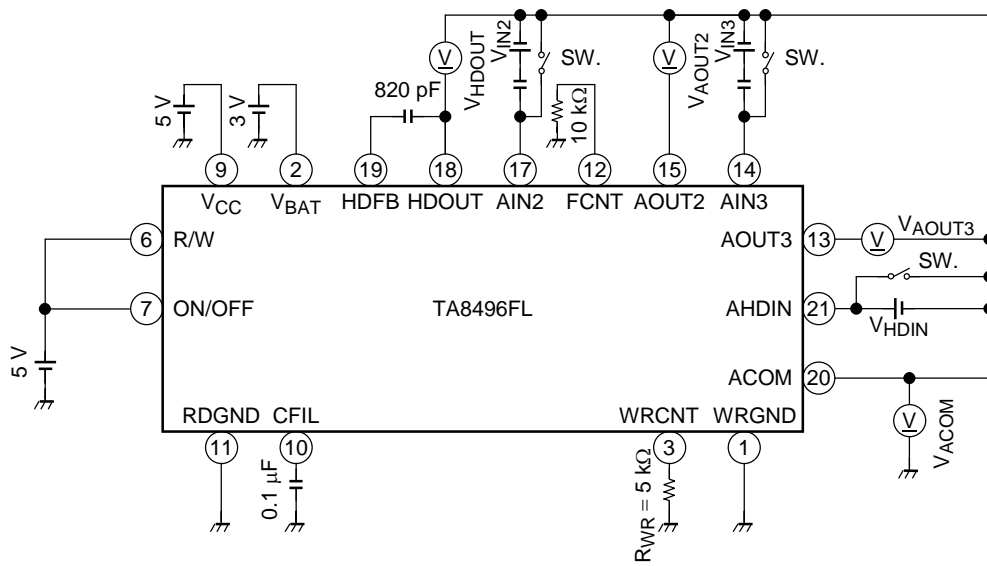 5 V
3 V
820 pF
VHDOUT
VIN2
SW.
10 kΩ
VAOUT2
VIN3
SW.
V
V
9
2
19
18
17
12
15
14
VCC
VBAT
HDFB
HDOUT
AIN2
FCNT
AOUT2
AIN3
6
R/W
AOUT3
13
V
VAOUT3
SW.
7
ON/OFF
TA8496FL
AHDIN
21
VHDIN
5 V
ACOM
20
V
VACOM
RDGND
CFIL
WRCNT
WRGND
11
10
3
1
0.1 µF
RWR = 5 kΩ